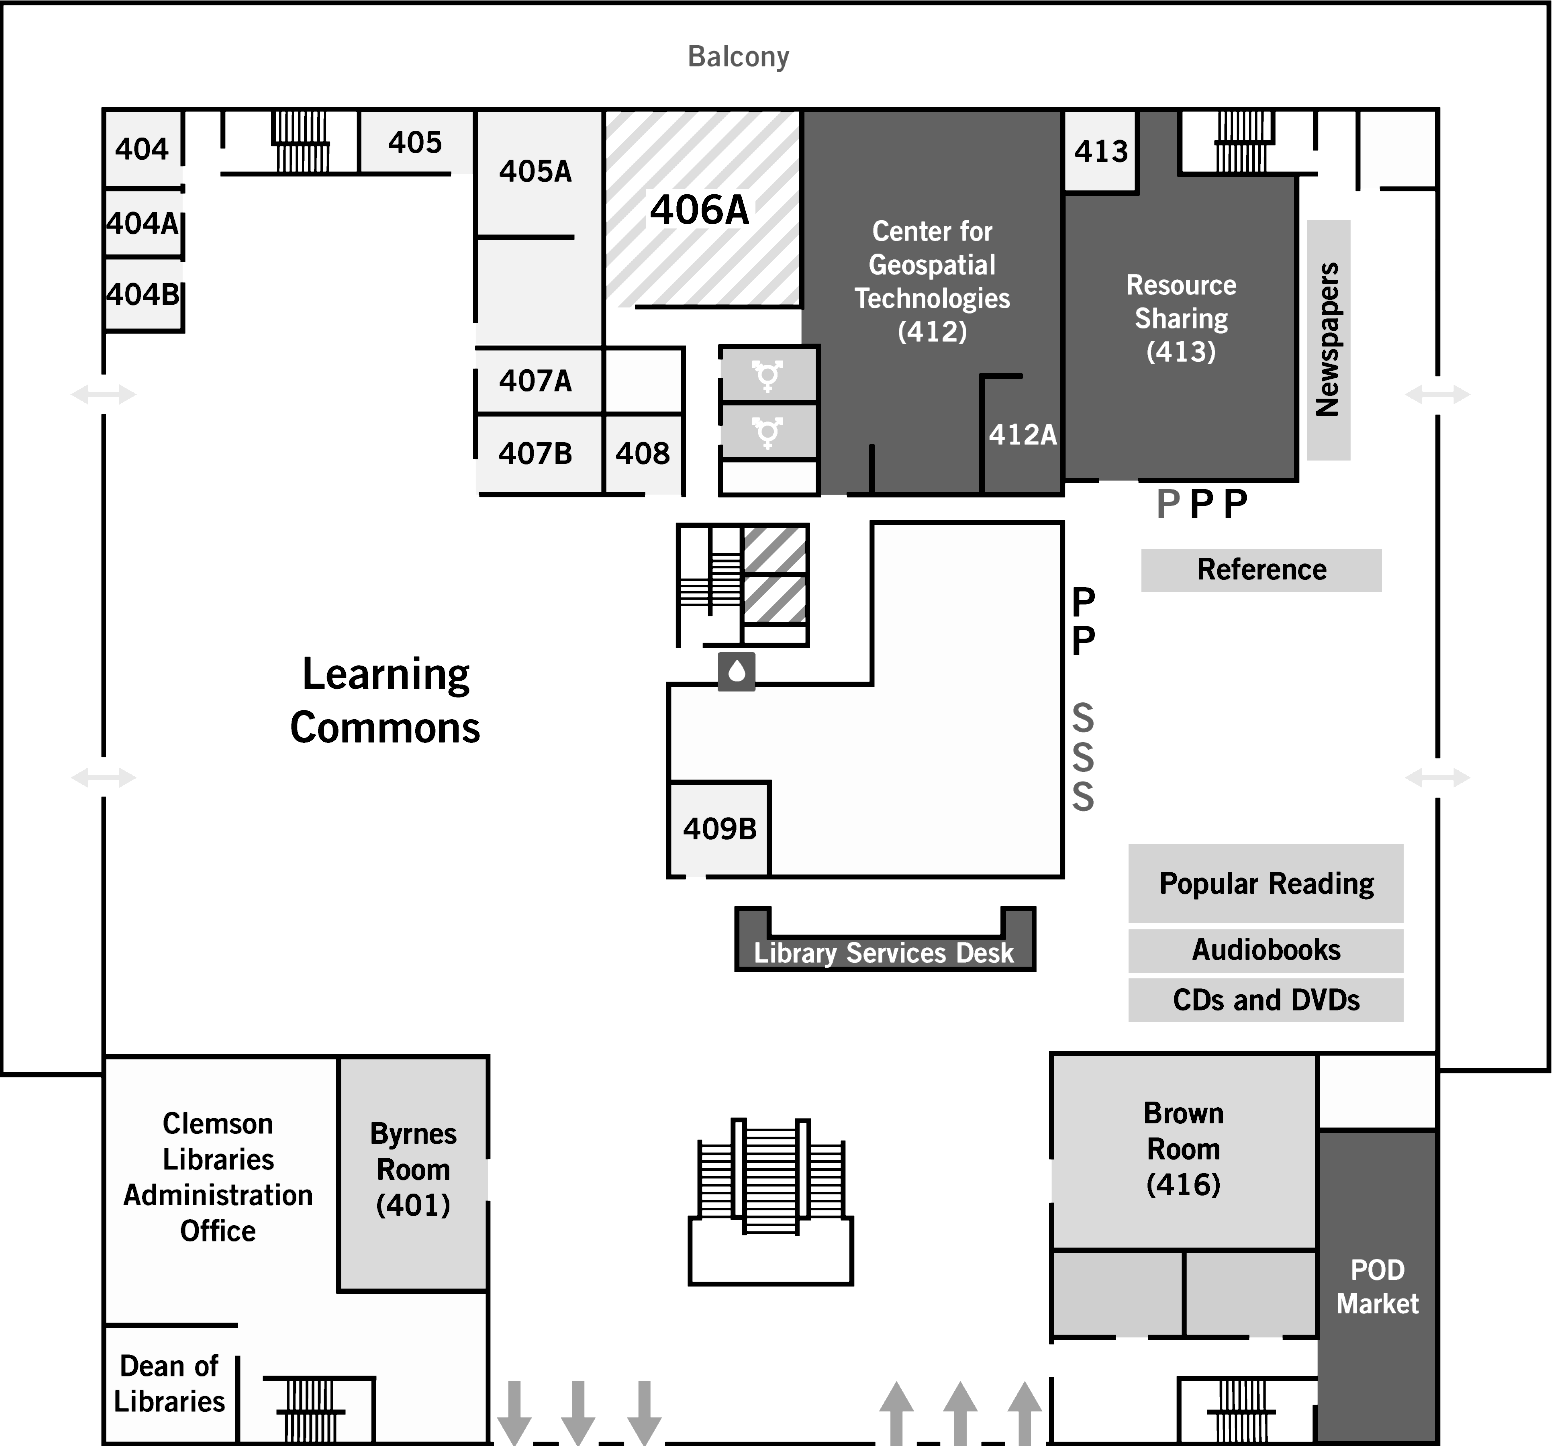 Balcony
404
405
405A
406A
413
404A
404B
Center for
Geospatial
Technologies
(412)
Resource
Sharing
(413)
Newspapers
407A
407B
408
412A
P P P
Reference
P
P
Learning
Commons
S
S
S
409B
Popular Reading
Audiobooks
CDs and DVDs
Library Services Desk
Clemson
Libraries
Administration
Office
Byrnes
Room
(401)
Brown
Room
(416)
POD
Market
Dean of
Libraries